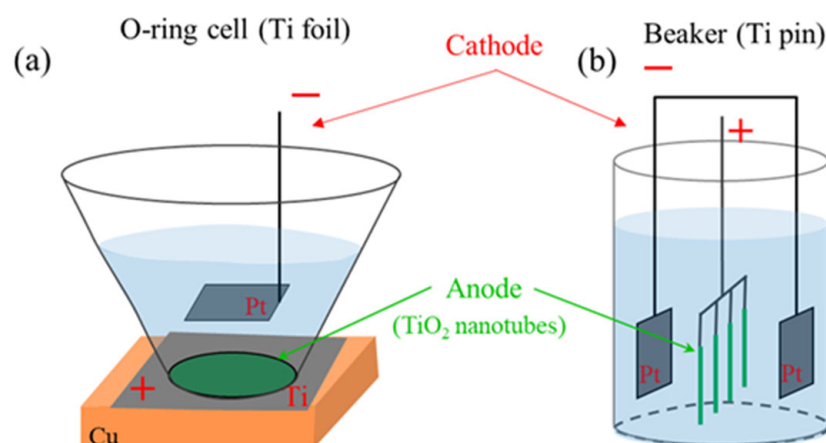 O-ring cell (Ti foil)
Cathode
Beaker (Ti pin)
(a)
(b)
−
−
+
Pt
Anode
(TiO₂ nanotubes)
Pt
Pt
+
Ti
Cu